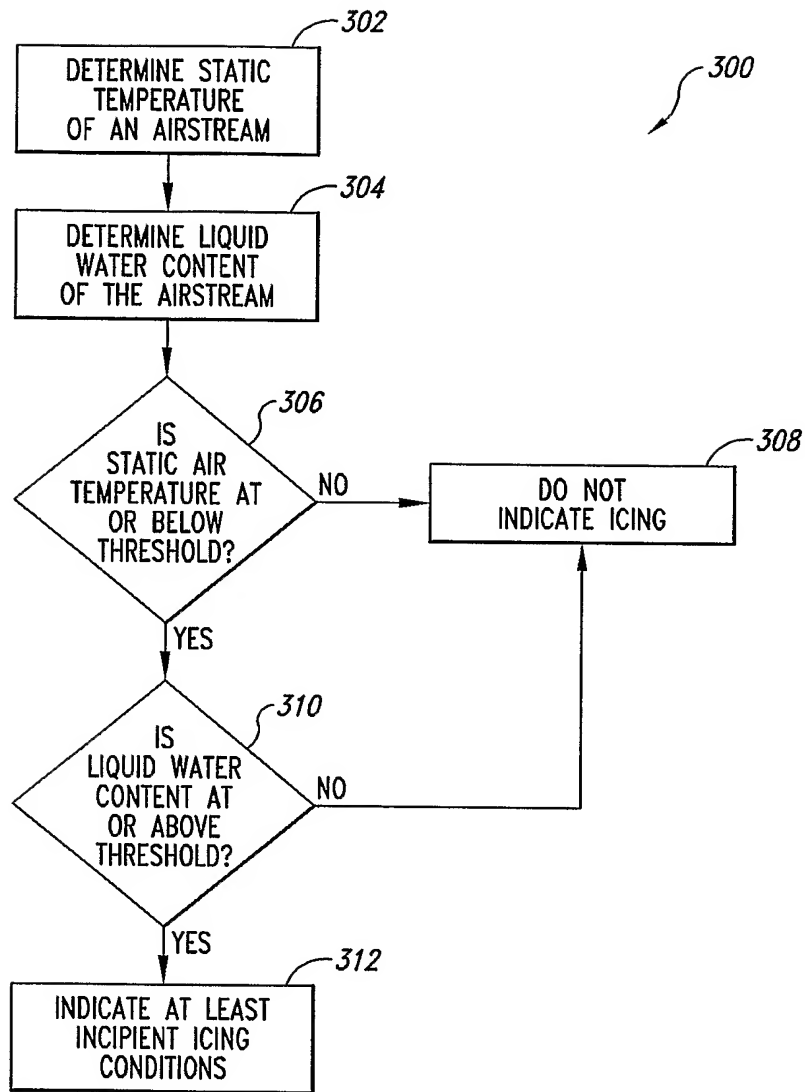 302
DETERMINE STATIC
TEMPERATURE
OF AN AIRSTREAM
300
304
DETERMINE LIQUID
WATER CONTENT
OF THE AIRSTREAM
306
IS
STATIC AIR
TEMPERATURE AT
OR BELOW
THRESHOLD?
NO
308
DO NOT
INDICATE ICING
YES
310
IS
LIQUID WATER
CONTENT AT
OR ABOVE
THRESHOLD?
NO
YES
312
INDICATE AT LEAST
INCIPIENT ICING
CONDITIONS